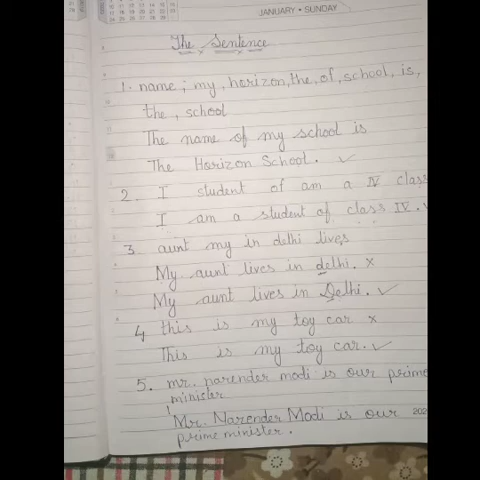 JANUARY • SUNDAY
The Sentence
1. name, my, horizon, the, of, school, is,
the, school
The name of my school is
The Horizon School. ✓
2. I student of am a IV class
I am a student of class IV. ✓
3. aunt my in delhi lives
My aunt lives in delhi. x
My aunt lives in Delhi. ✓
4 this is my toy car x
This is my toy car. ✓
5. mr. narender modi is our prime
minister
Mr. Narender Modi is our
prime minister.